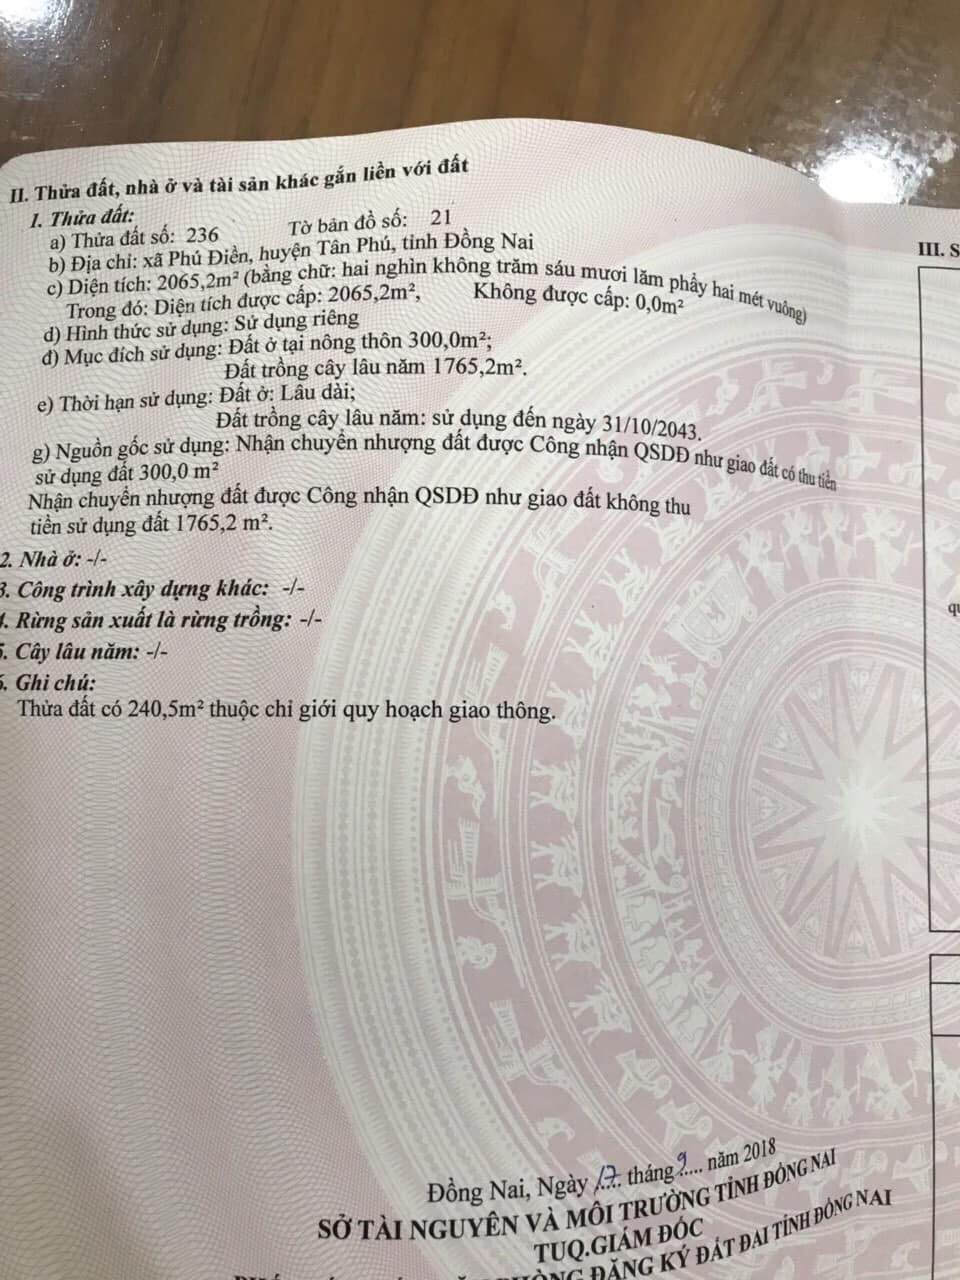 II. Thửa đất, nhà ở và tài sản khác gắn liền với đất
1. Thửa đất:
a) Thửa đất số: 236 Tờ bản đồ số: 21
b) Địa chỉ: xã Phú Điền, huyện Tân Phú, tỉnh Đồng Nai
c) Diện tích: 2065,2m² (bằng chữ: hai nghìn không trăm sáu mươi lăm phẩy hai mét vuông)
Trong đó: Diện tích được cấp: 2065,2m², Không được cấp: 0,0m²
d) Hình thức sử dụng: Sử dụng riêng
đ) Mục đích sử dụng: Đất ở tại nông thôn 300,0m²;
Đất trồng cây lâu năm 1765,2m².
e) Thời hạn sử dụng: Đất ở: Lâu dài;
Đất trồng cây lâu năm: sử dụng đến ngày 31/10/2043.
g) Nguồn gốc sử dụng: Nhận chuyển nhượng đất được Công nhận QSDĐ như giao đất có thu tiền
sử dụng đất 300,0 m²
Nhận chuyển nhượng đất được Công nhận QSDĐ như giao đất không thu
tiền sử dụng đất 1765,2 m².
2. Nhà ở: -/-
3. Công trình xây dựng khác: -/-
4. Rừng sản xuất là rừng trồng: -/-
5. Cây lâu năm: -/-
6. Ghi chú:
Thửa đất có 240,5m² thuộc chỉ giới quy hoạch giao thông.
III. S
qu
Đồng Nai, Ngày 17 tháng 9 năm 2018
SỞ TÀI NGUYÊN VÀ MÔI TRƯỜNG TỈNH ĐỒNG NAI
TUQ.GIÁM ĐỐC
ĐĂNG KÝ ĐẤT ĐAI TỈNH ĐỒNG NAI